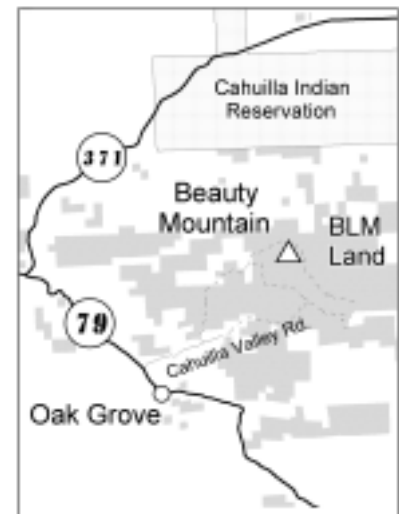 Cahuilla Indian
Reservation
371
Beauty
Mountain
BLM
Land
79
Cahuilla Valley Rd.
Oak Grove